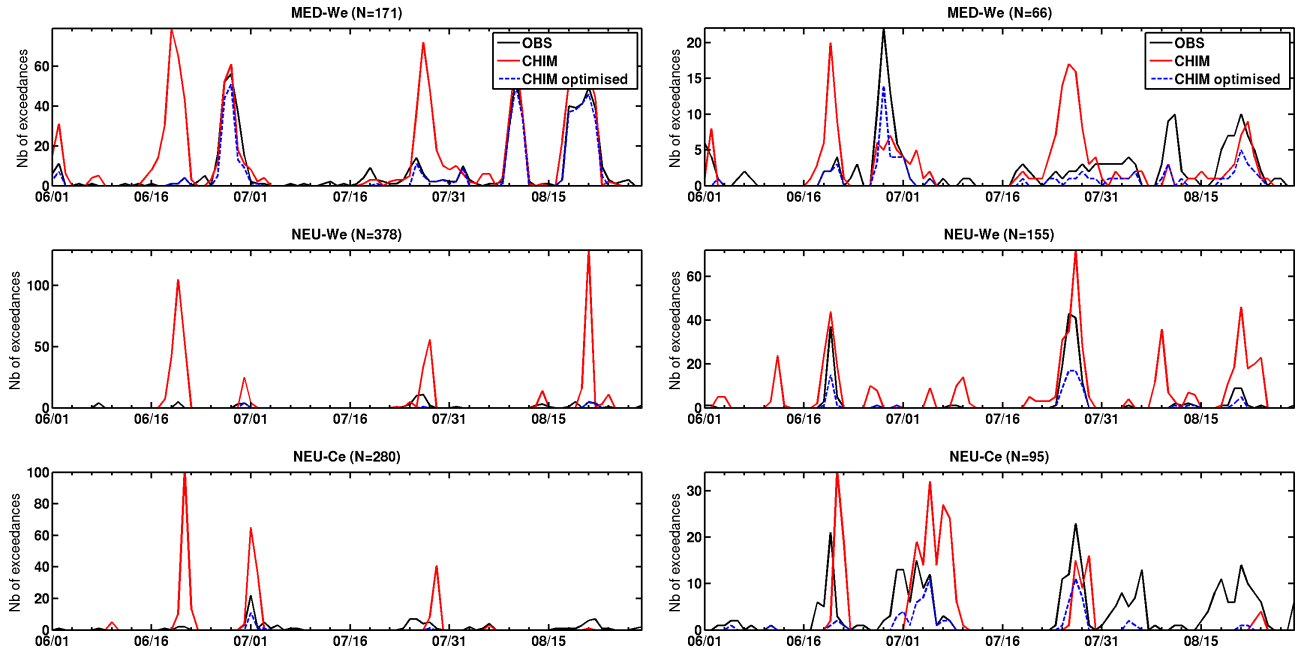 MED-We (N=171)
Nb of exceedances
60
40
20
0
OBS
CHIM
CHIM optimised
06/01 06/16 07/01 07/16 07/31 08/15
MED-We (N=66)
Nb of exceedances
20
15
10
5
0
OBS
CHIM
CHIM optimised
06/01 06/16 07/01 07/16 07/31 08/15
NEU-We (N=378)
Nb of exceedances
100
50
0
06/01 06/16 07/01 07/16 07/31 08/15
NEU-We (N=155)
Nb of exceedances
60
40
20
0
06/01 06/16 07/01 07/16 07/31 08/15
NEU-Ce (N=280)
Nb of exceedances
100
80
60
40
20
0
06/01 06/16 07/01 07/16 07/31 08/15
NEU-Ce (N=95)
Nb of exceedances
30
20
10
0
06/01 06/16 07/01 07/16 07/31 08/15